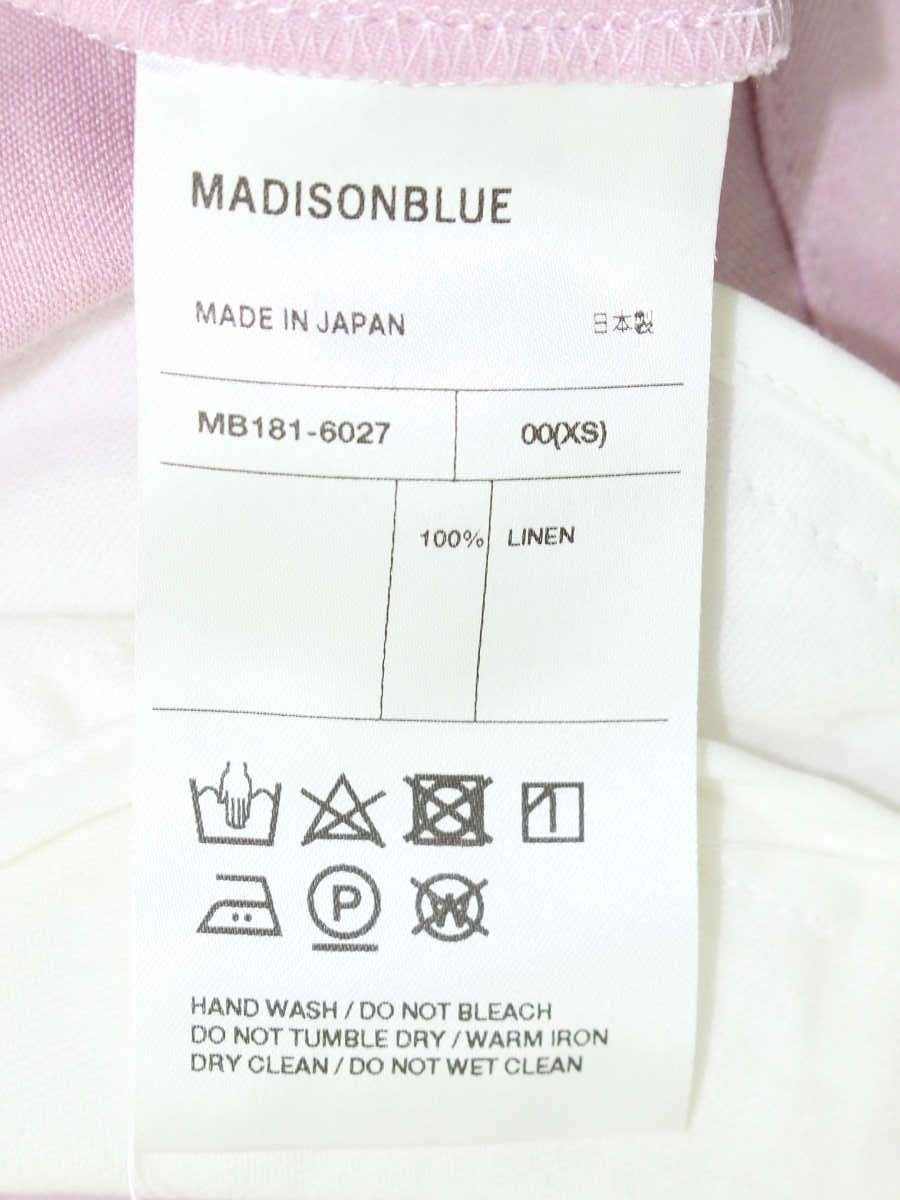 MADISONBLUE
MADE IN JAPAN 日本製
MB181-6027 00(XS)
100% LINEN
P W
HAND WASH / DO NOT BLEACH
DO NOT TUMBLE DRY / WARM IRON
DRY CLEAN / DO NOT WET CLEAN